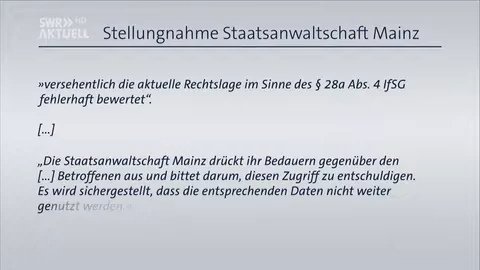 SWR» HD
AKTUELL
Stellungnahme Staatsanwaltschaft Mainz
»versehentlich die aktuelle Rechtslage im Sinne des § 28a Abs. 4 IfSG
fehlerhaft bewertet“.
[...]
„Die Staatsanwaltschaft Mainz drückt ihr Bedauern gegenüber den
[...] Betroffenen aus und bittet darum, diesen Zugriff zu entschuldigen.
Es wird sichergestellt, dass die entsprechenden Daten nicht weiter
genutzt werden.»